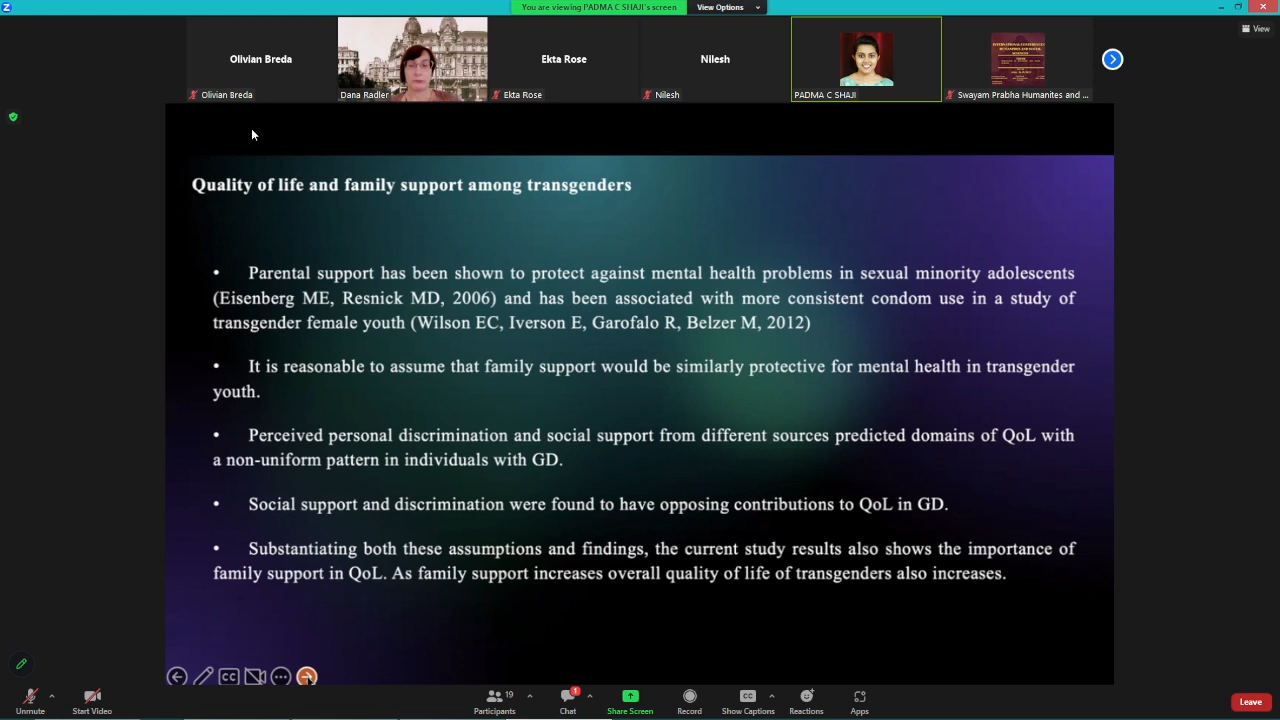 You are viewing PADMA C SHAJI's screen
View Options
View
Olivian Breda
Ekta Rose
Nilesh
Olivian Breda
Dana Radler
Ekta Rose
Nilesh
PADMA C SHAJI
Swayam Prabha Humanites and ...
Quality of life and family support among transgenders
• Parental support has been shown to protect against mental health problems in sexual minority adolescents
(Eisenberg ME, Resnick MD, 2006) and has been associated with more consistent condom use in a study of
transgender female youth (Wilson EC, Iverson E, Garofalo R, Belzer M, 2012)
• It is reasonable to assume that family support would be similarly protective for mental health in transgender
youth.
• Perceived personal discrimination and social support from different sources predicted domains of QoL with
a non-uniform pattern in individuals with GD.
• Social support and discrimination were found to have opposing contributions to QoL in GD.
• Substantiating both these assumptions and findings, the current study results also shows the importance of
family support in QoL. As family support increases overall quality of life of transgenders also increases.
CC
Unmute
Start Video
19
Participants
1
Chat
Share Screen
Record
CC
Show Captions
Reactions
Apps
Leave